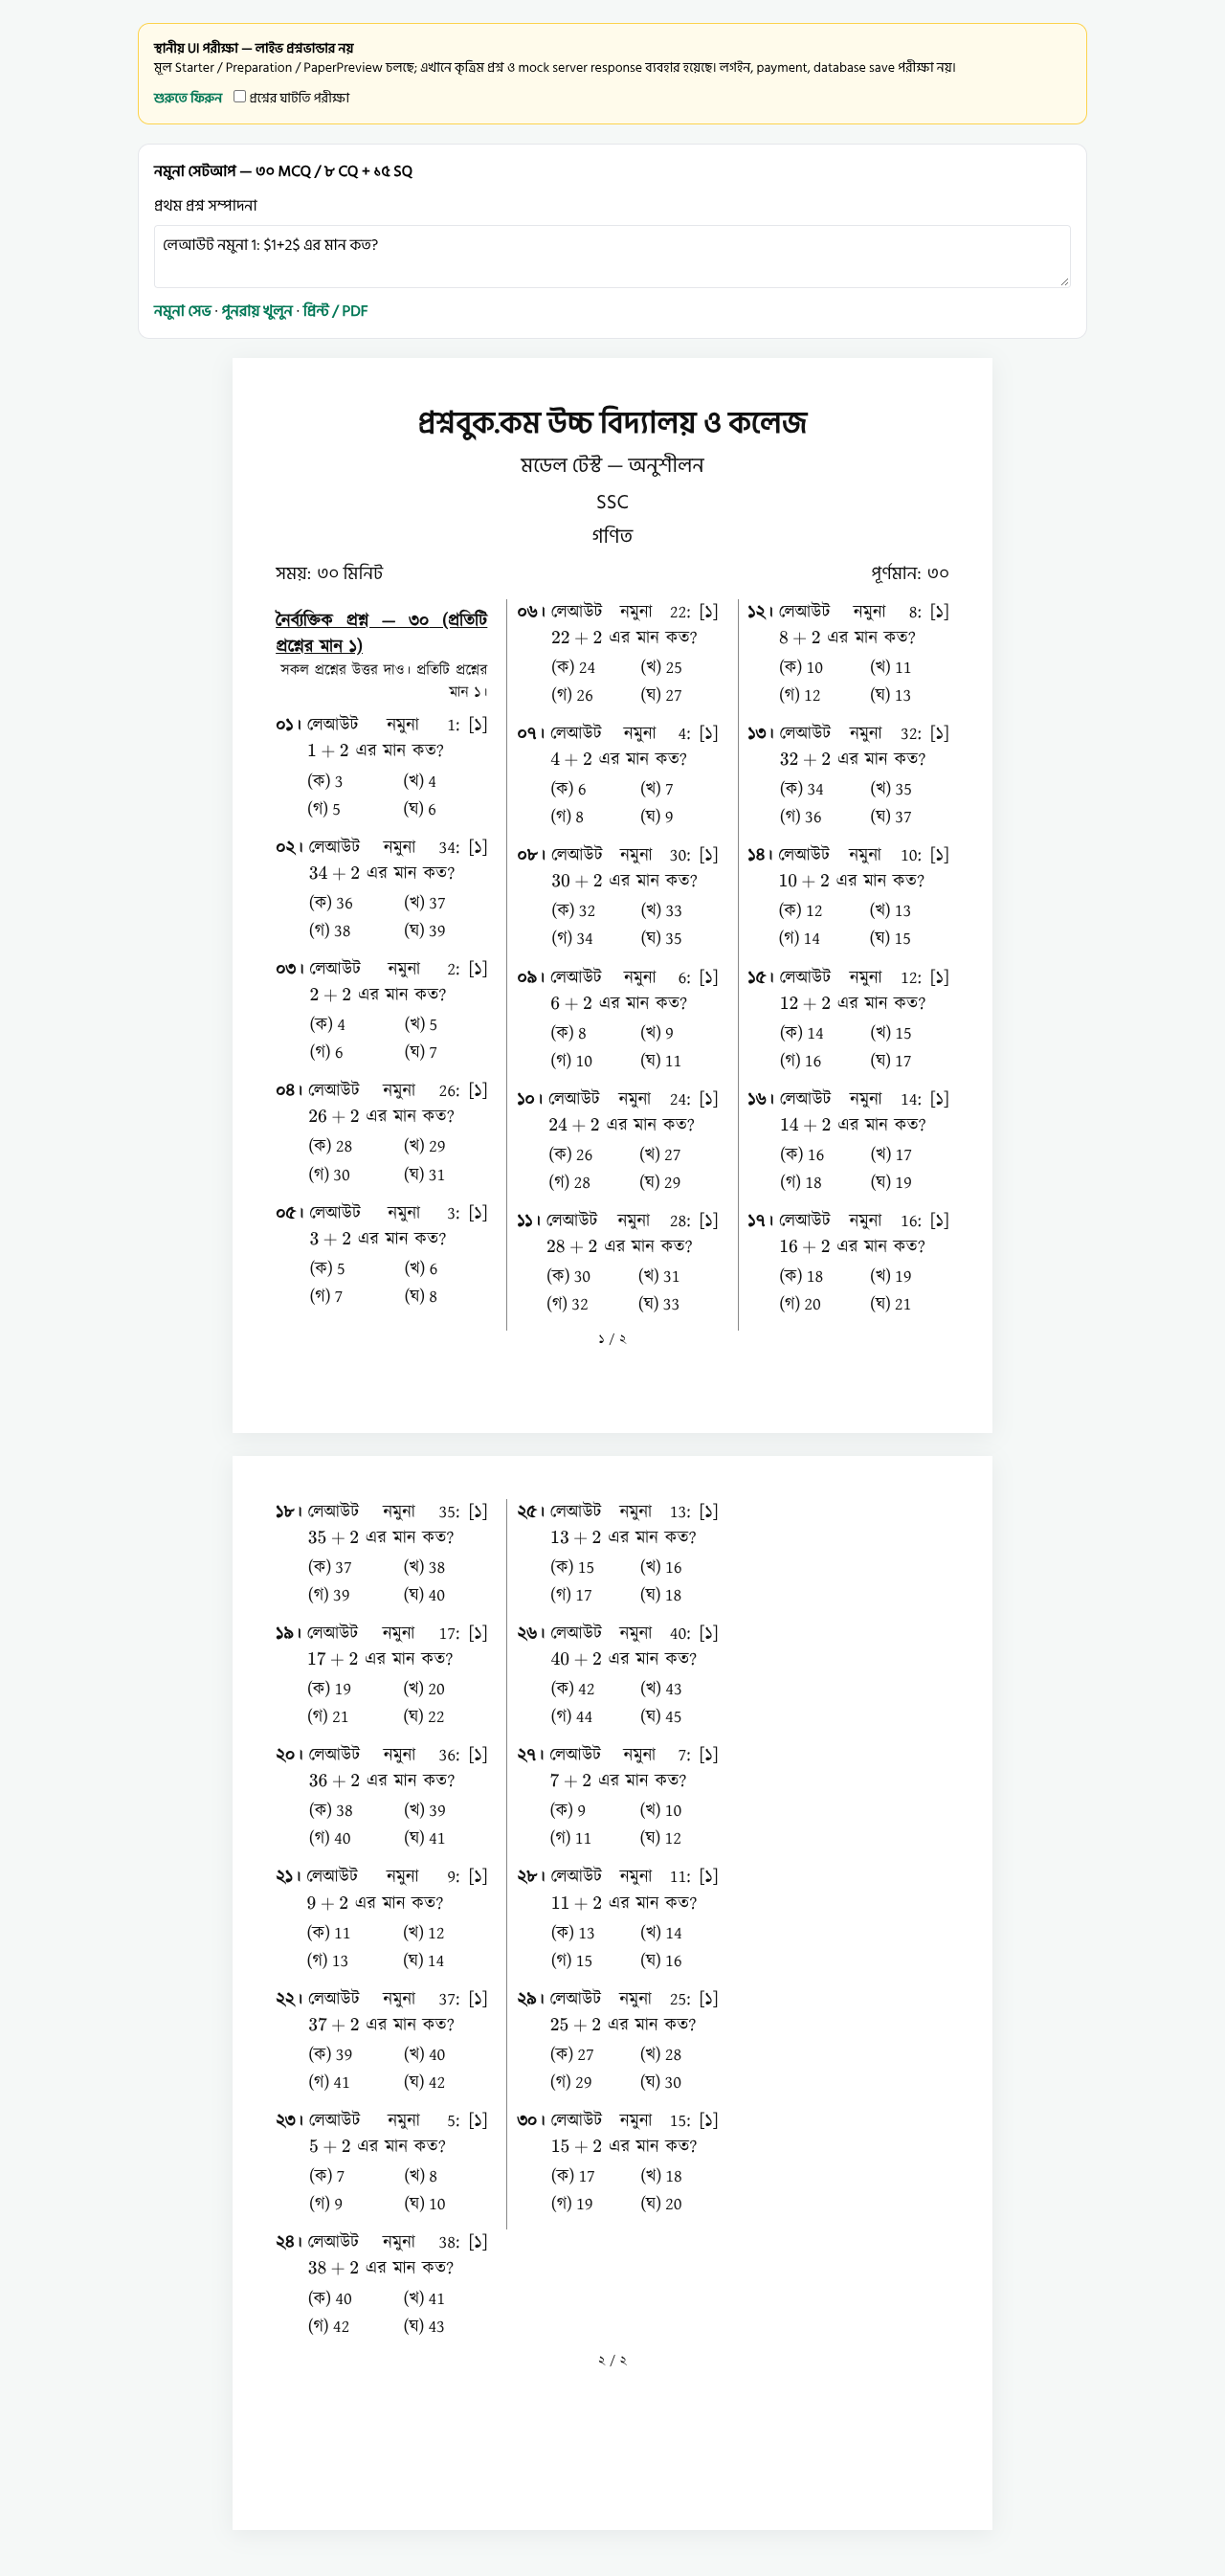 স্থানীয় UI পরীক্ষা — লাইভ প্রশ্নভান্ডার নয়
মূল Starter / Preparation / PaperPreview চলছে; এখানে কৃত্রিম প্রশ্ন ও mock server response ব্যবহার হয়েছে। লগইন, payment, database save পরীক্ষা নয়।
শুরুতে ফিরুন প্রশ্নের ঘাটতি পরীক্ষা
নমুনা সেটআপ — ৩০ MCQ / ৮ CQ + ১৫ SQ
প্রথম প্রশ্ন সম্পাদনা
লেআউট নমুনা 1: $1+2$ এর মান কত?
নমুনা সেভ · পুনরায় খুলুন · প্রিন্ট / PDF
প্রশ্নবুক.কম উচ্চ বিদ্যালয় ও কলেজ
মডেল টেস্ট — অনুশীলন
SSC
গণিত
সময়: ৩০ মিনিট
পূর্ণমান: ৩০
নৈর্ব্যক্তিক প্রশ্ন — ৩০ (প্রতিটি
প্রশ্নের মান ১)
সকল প্রশ্নের উত্তর দাও। প্রতিটি প্রশ্নের
মান ১।
০১। লেআউট নমুনা 1: [১]
1 + 2 এর মান কত?
(ক) 3 (খ) 4
(গ) 5 (ঘ) 6
০২। লেআউট নমুনা 34: [১]
34 + 2 এর মান কত?
(ক) 36 (খ) 37
(গ) 38 (ঘ) 39
০৩। লেআউট নমুনা 2: [১]
2 + 2 এর মান কত?
(ক) 4 (খ) 5
(গ) 6 (ঘ) 7
০৪। লেআউট নমুনা 26: [১]
26 + 2 এর মান কত?
(ক) 28 (খ) 29
(গ) 30 (ঘ) 31
০৫। লেআউট নমুনা 3: [১]
3 + 2 এর মান কত?
(ক) 5 (খ) 6
(গ) 7 (ঘ) 8
০৬। লেআউট নমুনা 22: [১]
22 + 2 এর মান কত?
(ক) 24 (খ) 25
(গ) 26 (ঘ) 27
০৭। লেআউট নমুনা 4: [১]
4 + 2 এর মান কত?
(ক) 6 (খ) 7
(গ) 8 (ঘ) 9
০৮। লেআউট নমুনা 30: [১]
30 + 2 এর মান কত?
(ক) 32 (খ) 33
(গ) 34 (ঘ) 35
০৯। লেআউট নমুনা 6: [১]
6 + 2 এর মান কত?
(ক) 8 (খ) 9
(গ) 10 (ঘ) 11
১০। লেআউট নমুনা 24: [১]
24 + 2 এর মান কত?
(ক) 26 (খ) 27
(গ) 28 (ঘ) 29
১১। লেআউট নমুনা 28: [১]
28 + 2 এর মান কত?
(ক) 30 (খ) 31
(গ) 32 (ঘ) 33
১২। লেআউট নমুনা 8: [১]
8 + 2 এর মান কত?
(ক) 10 (খ) 11
(গ) 12 (ঘ) 13
১৩। লেআউট নমুনা 32: [১]
32 + 2 এর মান কত?
(ক) 34 (খ) 35
(গ) 36 (ঘ) 37
১৪। লেআউট নমুনা 10: [১]
10 + 2 এর মান কত?
(ক) 12 (খ) 13
(গ) 14 (ঘ) 15
১৫। লেআউট নমুনা 12: [১]
12 + 2 এর মান কত?
(ক) 14 (খ) 15
(গ) 16 (ঘ) 17
১৬। লেআউট নমুনা 14: [১]
14 + 2 এর মান কত?
(ক) 16 (খ) 17
(গ) 18 (ঘ) 19
১৭। লেআউট নমুনা 16: [১]
16 + 2 এর মান কত?
(ক) 18 (খ) 19
(গ) 20 (ঘ) 21
১ / ২
১৮। লেআউট নমুনা 35: [১]
35 + 2 এর মান কত?
(ক) 37 (খ) 38
(গ) 39 (ঘ) 40
১৯। লেআউট নমুনা 17: [১]
17 + 2 এর মান কত?
(ক) 19 (খ) 20
(গ) 21 (ঘ) 22
২০। লেআউট নমুনা 36: [১]
36 + 2 এর মান কত?
(ক) 38 (খ) 39
(গ) 40 (ঘ) 41
২১। লেআউট নমুনা 9: [১]
9 + 2 এর মান কত?
(ক) 11 (খ) 12
(গ) 13 (ঘ) 14
২২। লেআউট নমুনা 37: [১]
37 + 2 এর মান কত?
(ক) 39 (খ) 40
(গ) 41 (ঘ) 42
২৩। লেআউট নমুনা 5: [১]
5 + 2 এর মান কত?
(ক) 7 (খ) 8
(গ) 9 (ঘ) 10
২৪। লেআউট নমুনা 38: [১]
38 + 2 এর মান কত?
(ক) 40 (খ) 41
(গ) 42 (ঘ) 43
২৫। লেআউট নমুনা 13: [১]
13 + 2 এর মান কত?
(ক) 15 (খ) 16
(গ) 17 (ঘ) 18
২৬। লেআউট নমুনা 40: [১]
40 + 2 এর মান কত?
(ক) 42 (খ) 43
(গ) 44 (ঘ) 45
২৭। লেআউট নমুনা 7: [১]
7 + 2 এর মান কত?
(ক) 9 (খ) 10
(গ) 11 (ঘ) 12
২৮। লেআউট নমুনা 11: [১]
11 + 2 এর মান কত?
(ক) 13 (খ) 14
(গ) 15 (ঘ) 16
২৯। লেআউট নমুনা 25: [১]
25 + 2 এর মান কত?
(ক) 27 (খ) 28
(গ) 29 (ঘ) 30
৩০। লেআউট নমুনা 15: [১]
15 + 2 এর মান কত?
(ক) 17 (খ) 18
(গ) 19 (ঘ) 20
২ / ২